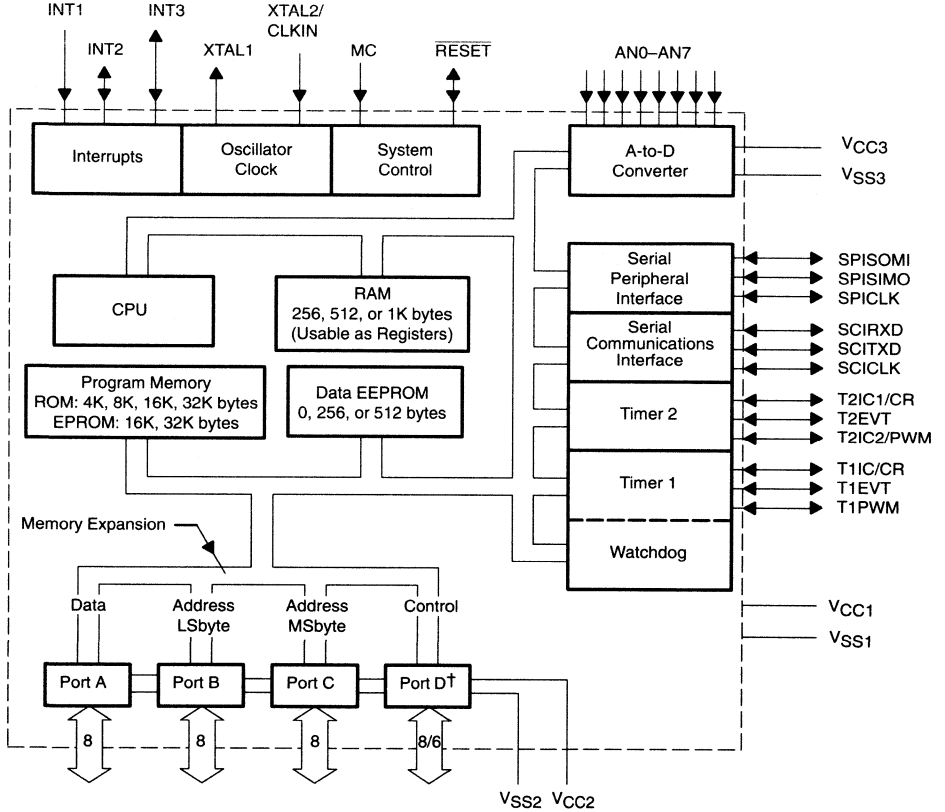 INT1
INT2
INT3
XTAL1
XTAL2/
CLKIN
MC
RESET
AN0–AN7
Interrupts
Oscillator
Clock
System
Control
A-to-D
Converter
VCC3
VSS3
CPU
RAM
256, 512, or 1K bytes
(Usable as Registers)
Serial
Peripheral
Interface
SPISOMI
SPISIMO
SPICLK
Serial
Communications
Interface
SCIRXD
SCITXD
SCICLK
Program Memory
ROM: 4K, 8K, 16K, 32K bytes
EPROM: 16K, 32K bytes
Data EEPROM
0, 256, or 512 bytes
Timer 2
T2IC1/CR
T2EVT
T2IC2/PWM
Timer 1
T1IC/CR
T1EVT
T1PWM
Memory Expansion
Watchdog
Data
Address
LSbyte
Address
MSbyte
Control
VCC1
VSS1
Port A
Port B
Port C
Port D†
8
8
8
8/6
VSS2
VCC2